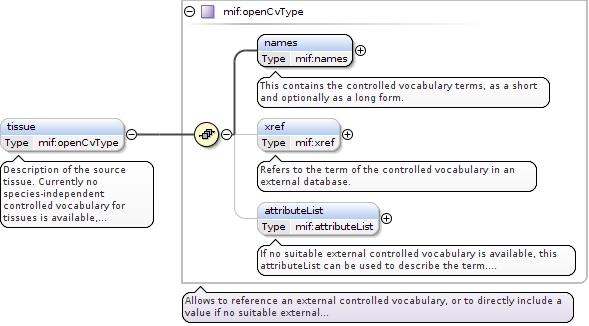 mif:openCvType
names
Type mif:names
This contains the controlled vocabulary terms, as a short
and optionally as a long form.
tissue
Type mif:openCvType
Description of the source
tissue. Currently no
species-independent
controlled vocabulary for
tissues is available,...
xref
Type mif:xref
Refers to the term of the controlled vocabulary in an
external database.
attributeList
Type mif:attributeList
If no suitable external controlled vocabulary is available, this
attributeList can be used to describe the term....
Allows to reference an external controlled vocabulary, or to directly include a
value if no suitable external...